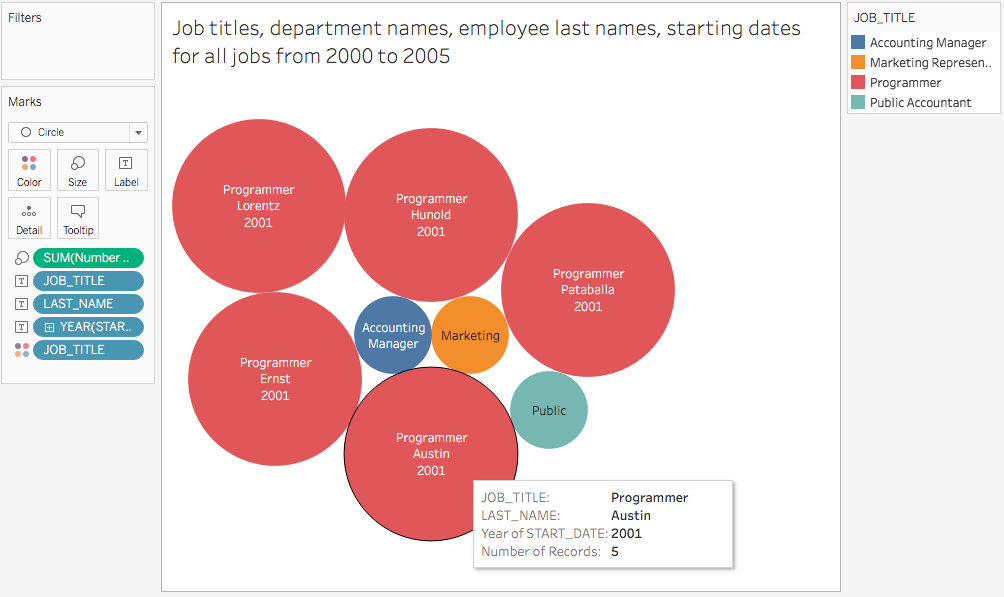 Filters
Marks
Circle
Color
Size
Label
Detail
Tooltip
SUM(Number ..
JOB_TITLE
LAST_NAME
YEAR(STAR..
JOB_TITLE
Job titles, department names, employee last names, starting dates
for all jobs from 2000 to 2005
Programmer
Lorentz
2001
Programmer
Hunold
2001
Programmer
Pataballa
2001
Accounting
Manager
Marketing
Programmer
Ernst
2001
Public
Programmer
Austin
2001
JOB_TITLE: Programmer
LAST_NAME: Austin
Year of START_DATE: 2001
Number of Records: 5
JOB_TITLE
Accounting Manager
Marketing Represen..
Programmer
Public Accountant